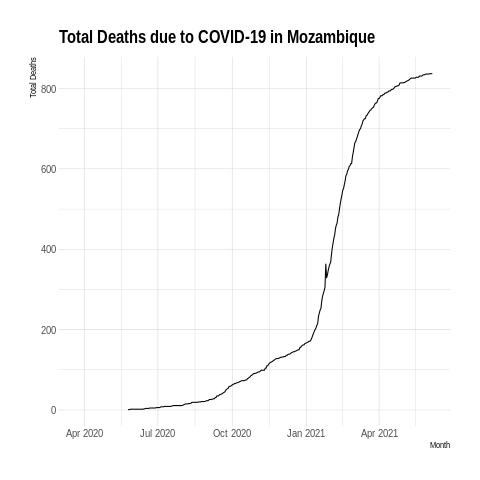 Total Deaths due to COVID-19 in Mozambique
Total Deaths
800
600
400
200
0
Apr 2020 Jul 2020 Oct 2020 Jan 2021 Apr 2021
Month